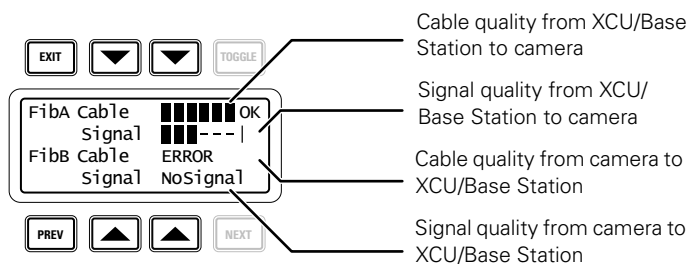 EXIT
TOGGLE
FibA Cable OK
Signal ---|
FibB Cable ERROR
Signal NoSignal
PREV
NEXT
Cable quality from XCU/Base
Station to camera
Signal quality from XCU/
Base Station to camera
Cable quality from camera to
XCU/Base Station
Signal quality from camera to
XCU/Base Station